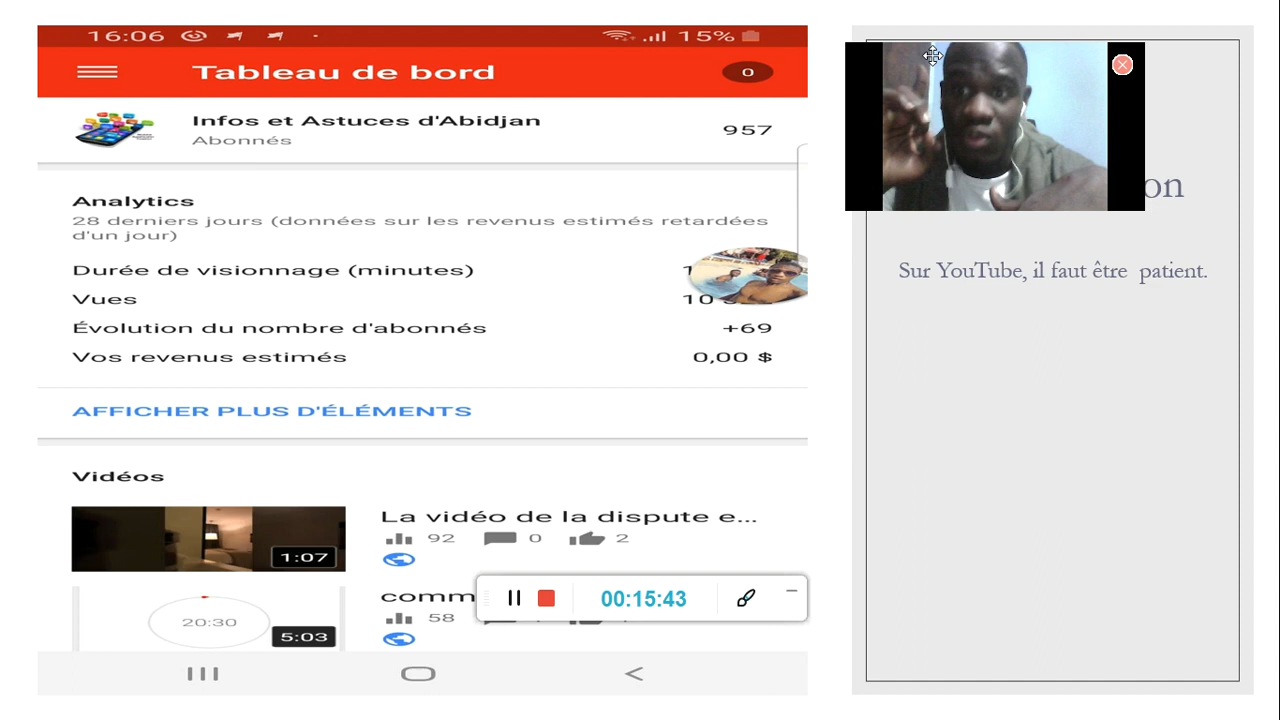 16:06
15%
Tableau de bord
0
Infos et Astuces d'Abidjan
Abonnés
957
Analytics
28 derniers jours (données sur les revenus estimés retardées
d'un jour)
Durée de visionnage (minutes)
Vues
Évolution du nombre d'abonnés +69
Vos revenus estimés 0,00 $
AFFICHER PLUS D'ÉLÉMENTS
Vidéos
La vidéo de la dispute e...
92 0 2
1:07
comm
58
20:30
5:03
00:15:43
on
Sur YouTube, il faut être patient.